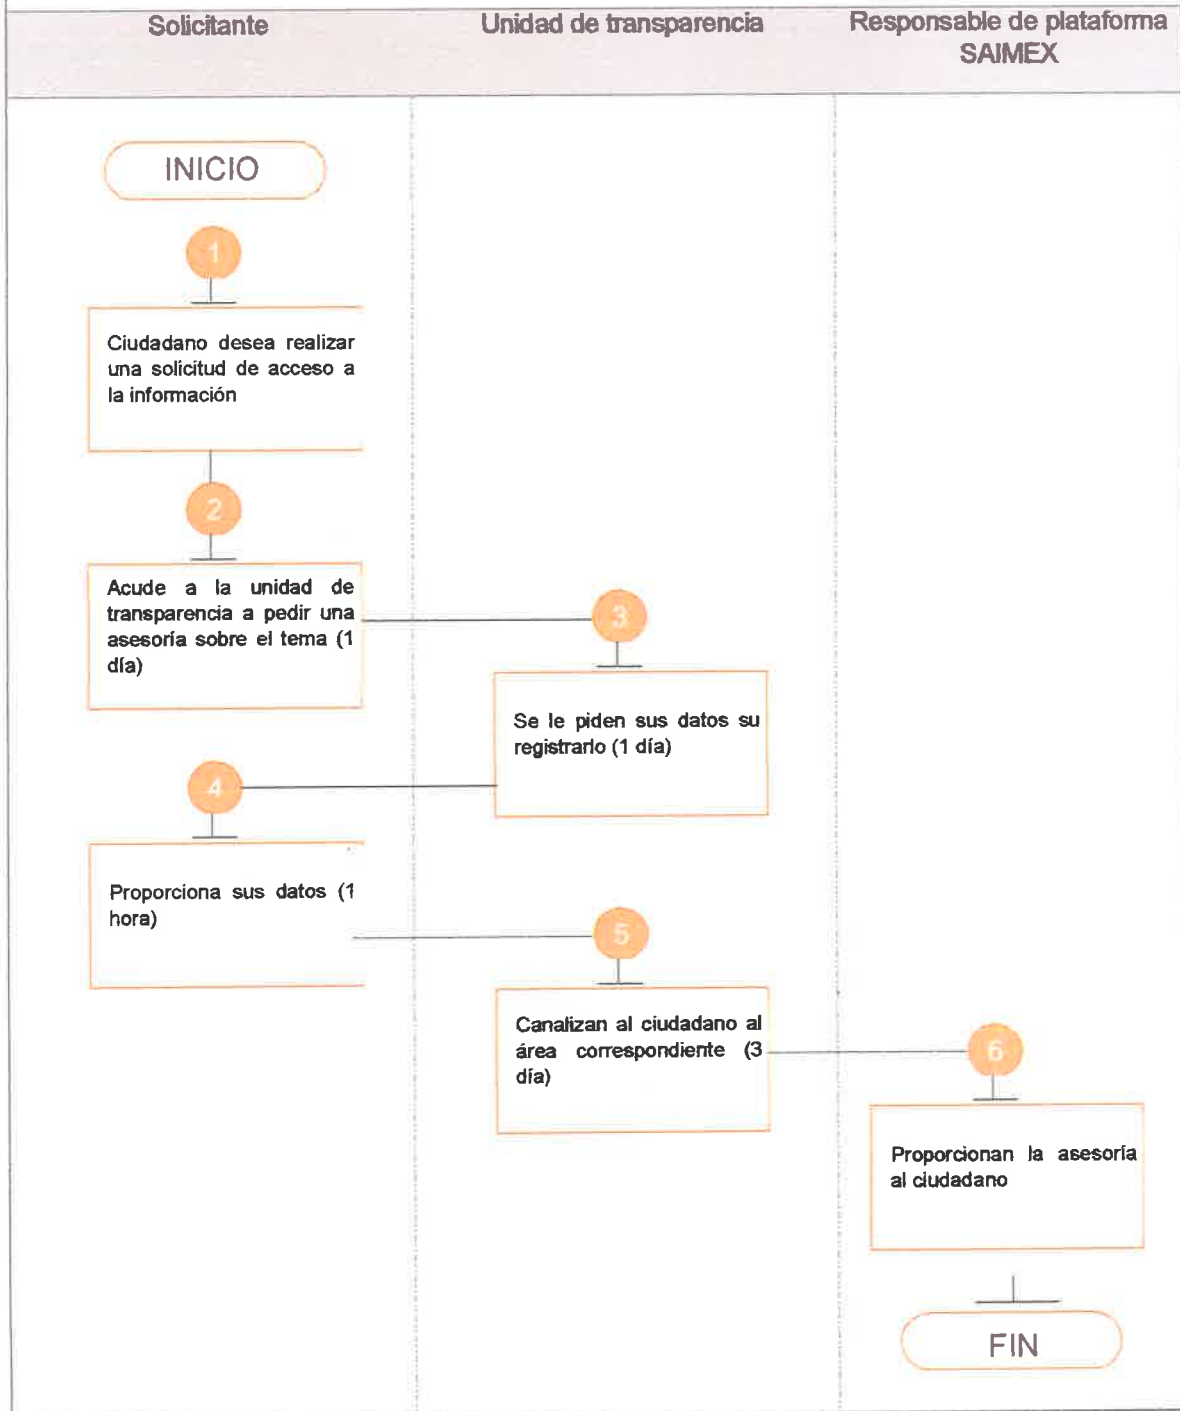 Solicitante
Unidad de transparencia
Responsable de plataforma
SAIMEX
INICIO
1
Ciudadano desea realizar
una solicitud de acceso a
la información
2
Acude a la unidad de
transparencia a pedir una
asesoría sobre el tema (1
día)
3
Se le piden sus datos su
registrarlo (1 día)
4
Proporciona sus datos (1
hora)
5
Canalizan al ciudadano al
área correspondiente (3
día)
6
Proporcionan la asesoría
al ciudadano
FIN